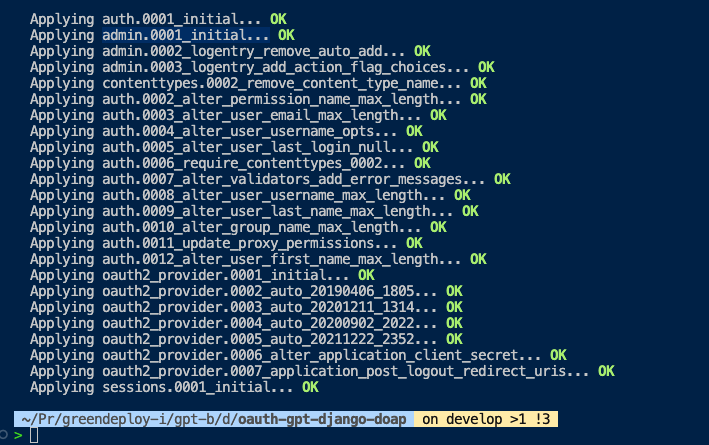 Applying auth.0001_initial... OK
Applying admin.0001_initial... OK
Applying admin.0002_logentry_remove_auto_add... OK
Applying admin.0003_logentry_add_action_flag_choices... OK
Applying contenttypes.0002_remove_content_type_name... OK
Applying auth.0002_alter_permission_name_max_length... OK
Applying auth.0003_alter_user_email_max_length... OK
Applying auth.0004_alter_user_username_opts... OK
Applying auth.0005_alter_user_last_login_null... OK
Applying auth.0006_require_contenttypes_0002... OK
Applying auth.0007_alter_validators_add_error_messages... OK
Applying auth.0008_alter_user_username_max_length... OK
Applying auth.0009_alter_user_last_name_max_length... OK
Applying auth.0010_alter_group_name_max_length... OK
Applying auth.0011_update_proxy_permissions... OK
Applying auth.0012_alter_user_first_name_max_length... OK
Applying oauth2_provider.0001_initial... OK
Applying oauth2_provider.0002_auto_20190406_1805... OK
Applying oauth2_provider.0003_auto_20201211_1314... OK
Applying oauth2_provider.0004_auto_20200902_2022... OK
Applying oauth2_provider.0005_auto_20211222_2352... OK
Applying oauth2_provider.0006_alter_application_client_secret... OK
Applying oauth2_provider.0007_application_post_logout_redirect_uris... OK
Applying sessions.0001_initial... OK
~/Pr/greendeploy-i/gpt-b/d/oauth-gpt-django-doap on develop >1 !3
>